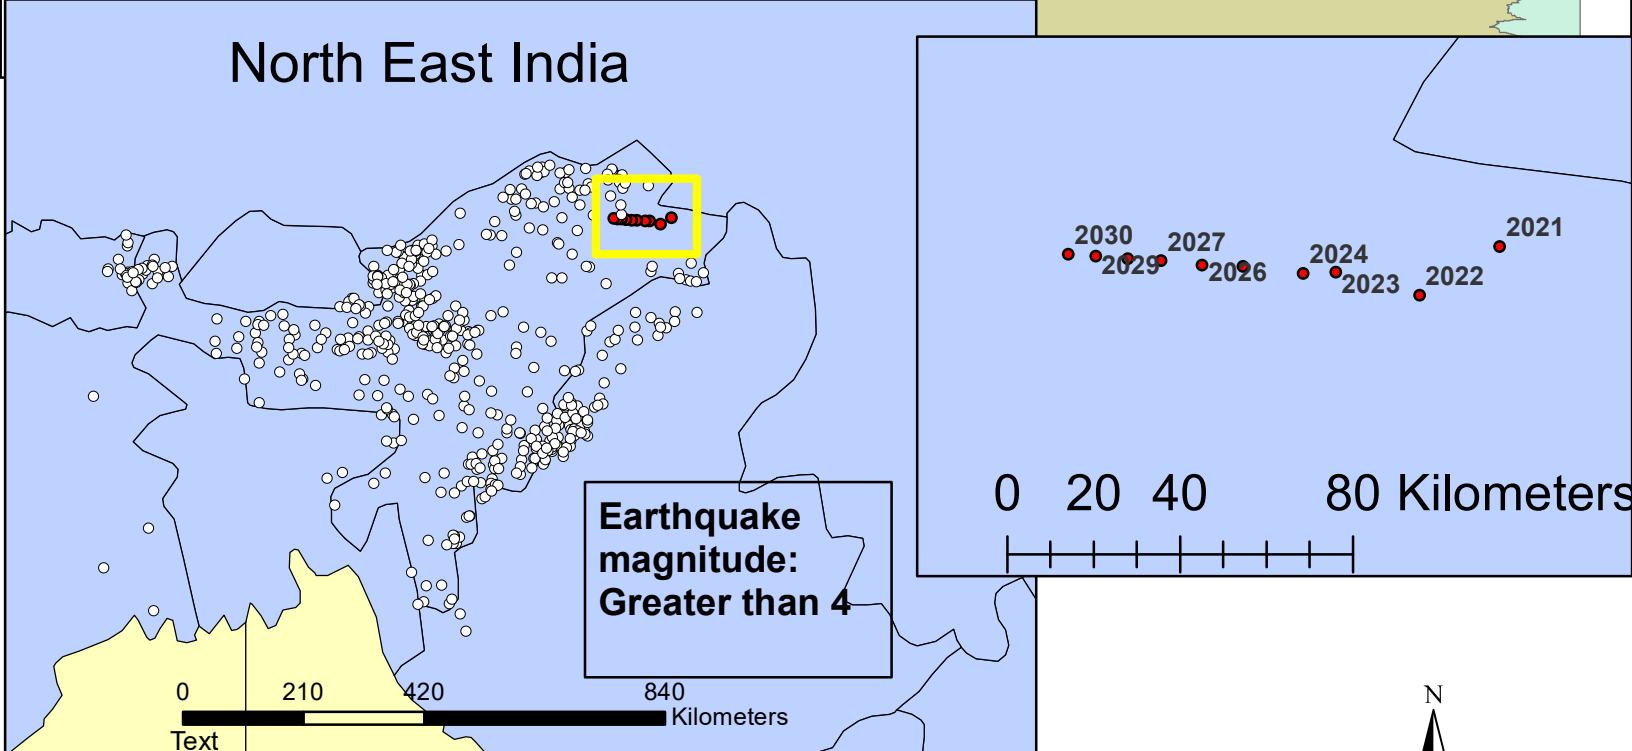 North East India
2030
2029
2027
2026
2024
2023
2022
2021
0 20 40 80 Kilometers
Earthquake
magnitude:
Greater than 4
0 210 420 840
Kilometers
Text
N